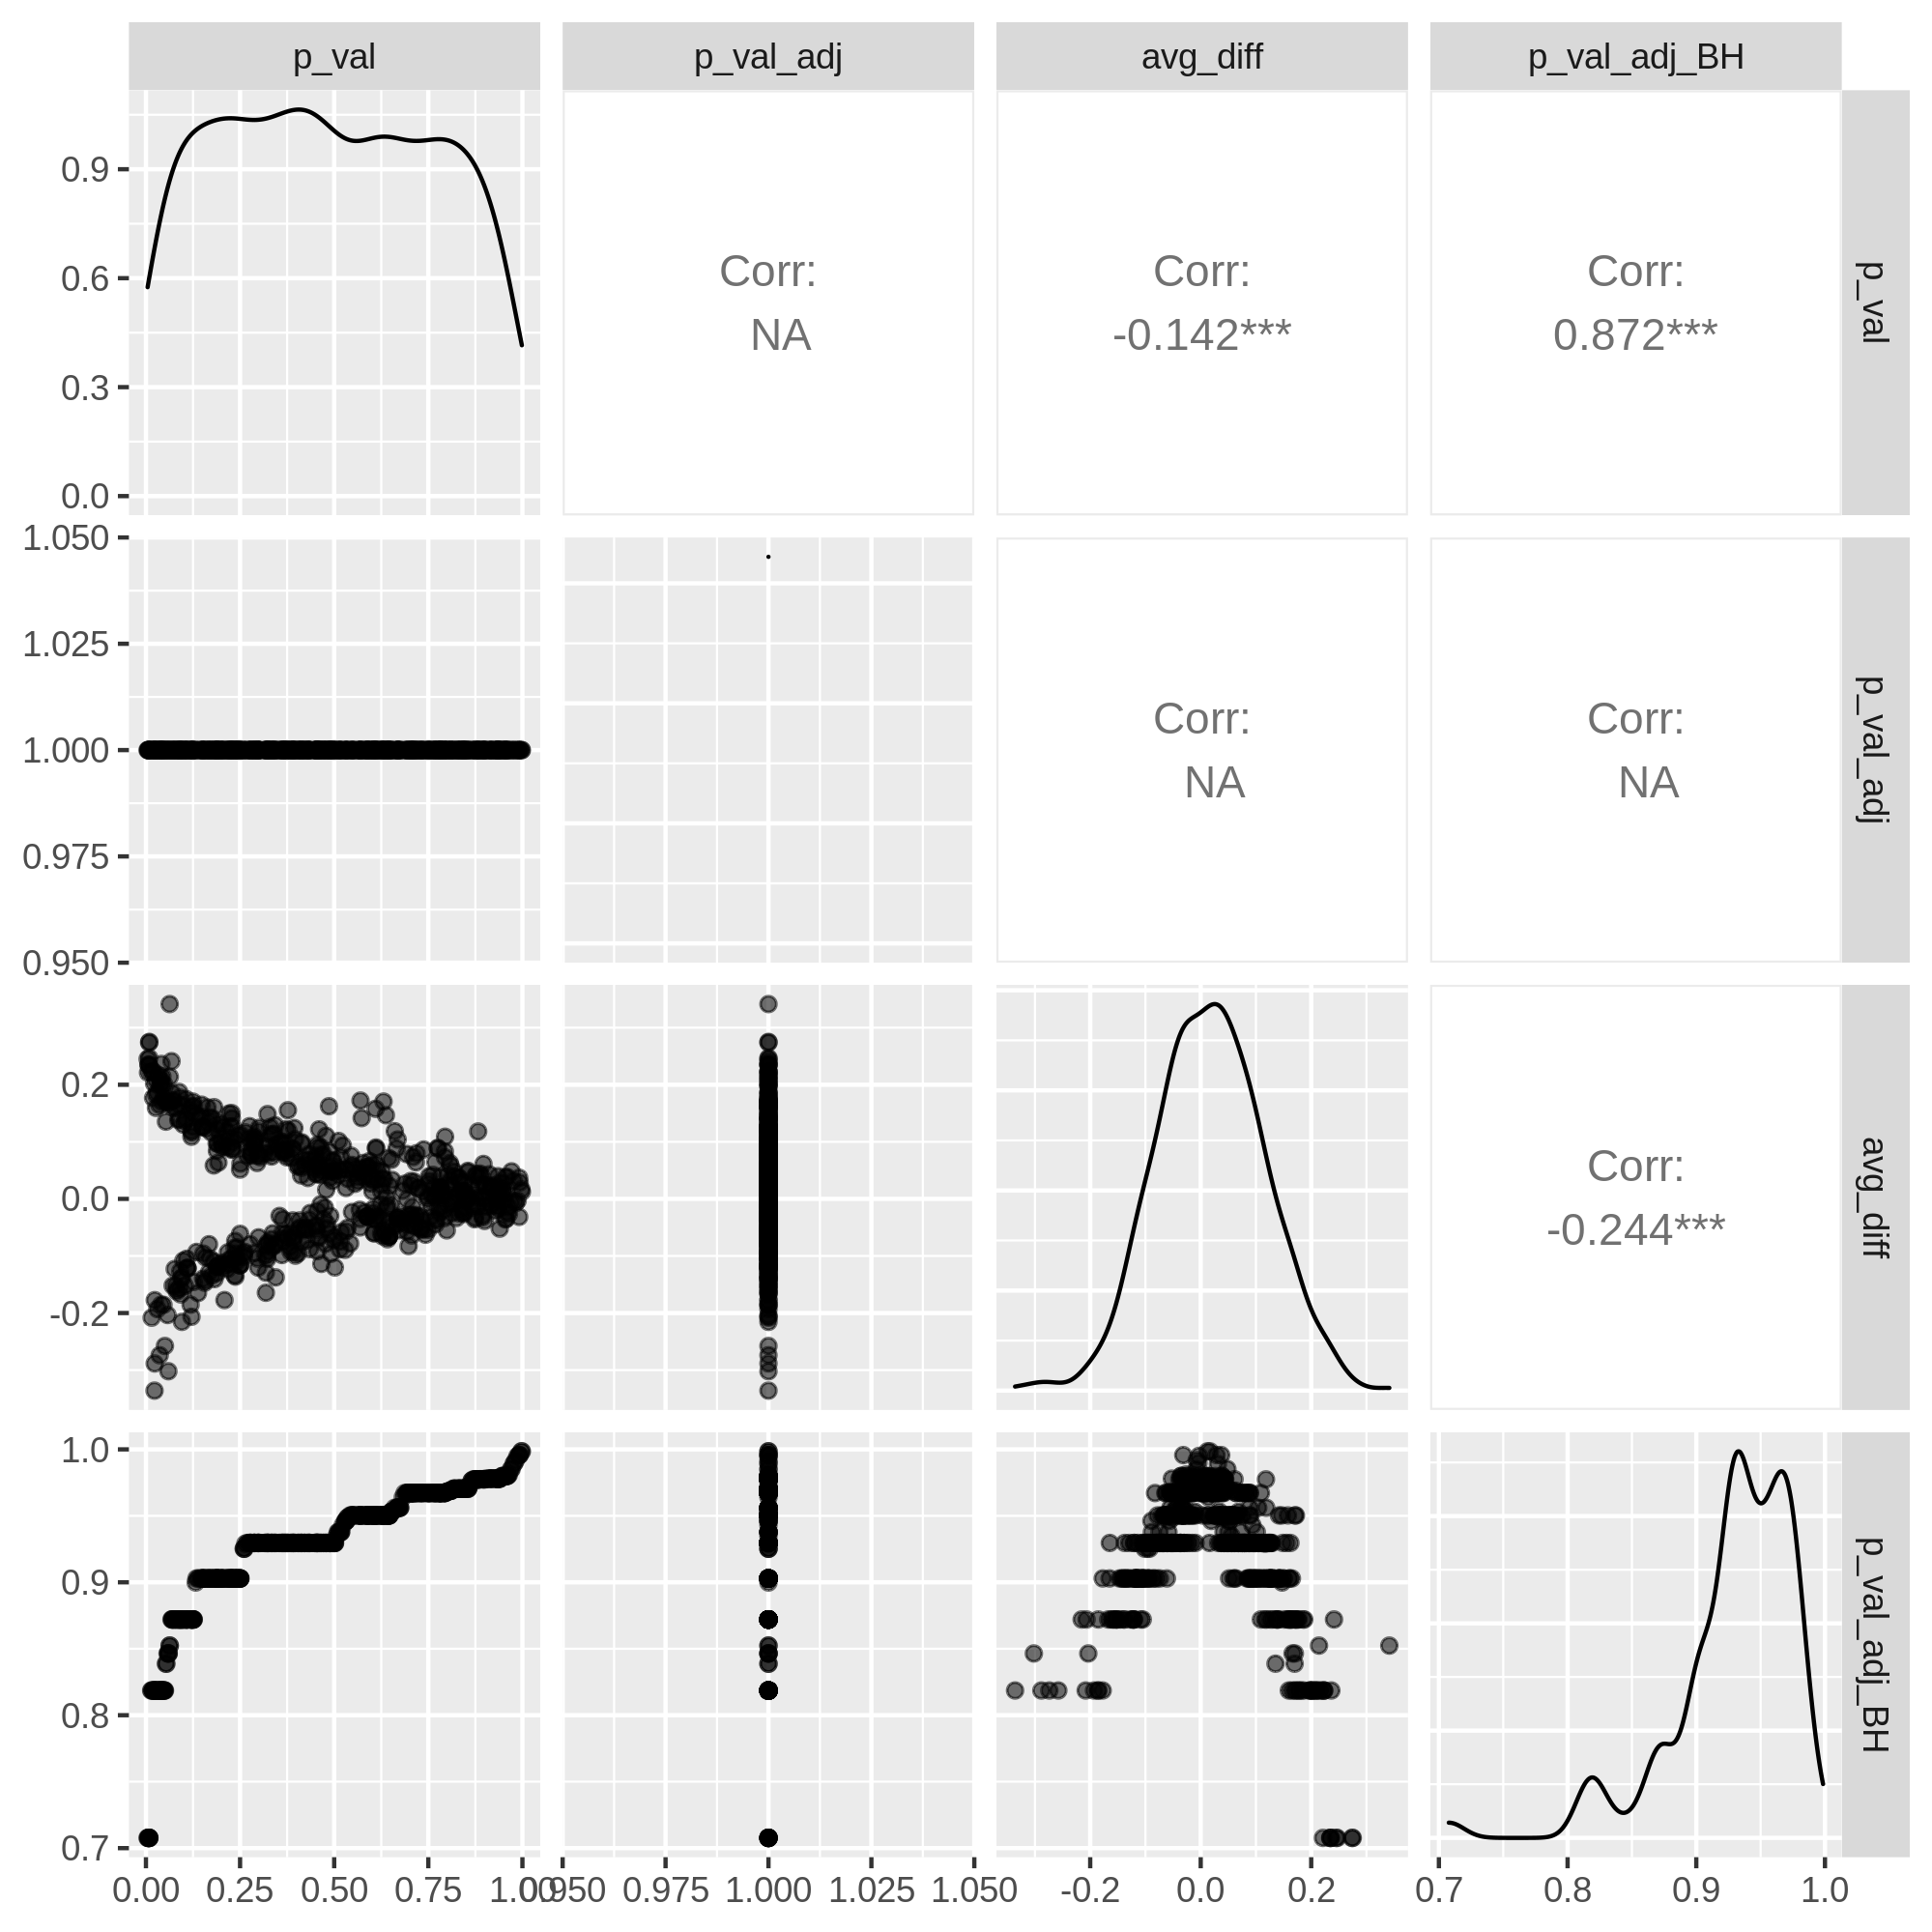 p_val p_val_adj avg_diff p_val_adj_BH
0.9
0.6
0.3
0.0
Corr:
NA
Corr:
-0.142***
Corr:
0.872***
p_val
1.050
1.025
1.000
0.975
0.950
Corr:
NA
Corr:
NA
p_val_adj
0.2
0.0
-0.2
Corr:
-0.244***
avg_diff
1.0
0.9
0.8
0.7
p_val_adj_BH
0.00 0.25 0.50 0.75 1.00
0.950 0.975 1.000 1.025 1.050
-0.2 0.0 0.2
0.7 0.8 0.9 1.0